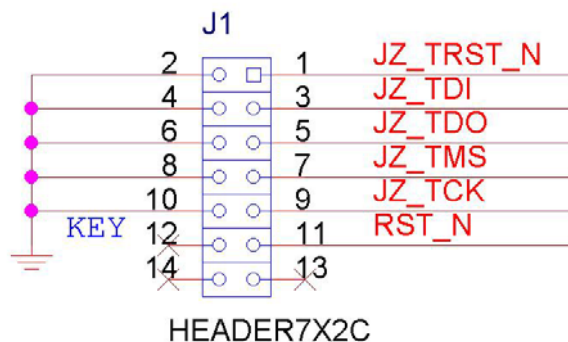 J1
2 1 JZ_TRST_N
4 3 JZ_TDI
6 5 JZ_TDO
8 7 JZ_TMS
10 9 JZ_TCK
KEY 12 11 RST_N
14 13
HEADER7X2C